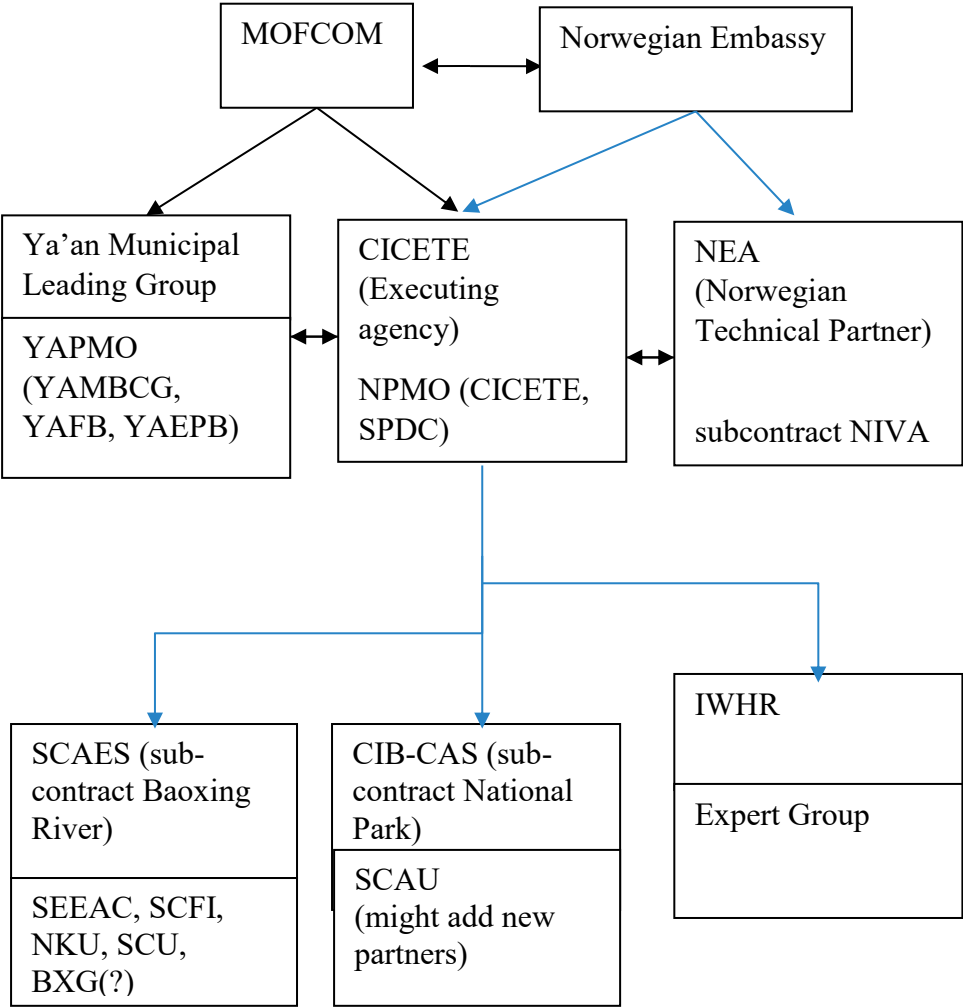 MOFCOM
Norwegian Embassy
Ya’an Municipal
Leading Group
YAPMO
(YAMBCG,
YAFB, YAEPB)
CICETE
(Executing
agency)
NPMO (CICETE,
SPDC)
NEA
(Norwegian
Technical Partner)
subcontract NIVA
SCAES (sub-
contract Baoxing
River)
SEEAC, SCFI,
NKU, SCU,
BXG(?)
CIB-CAS (sub-
contract National
Park)
SCAU
(might add new
partners)
IWHR
Expert Group